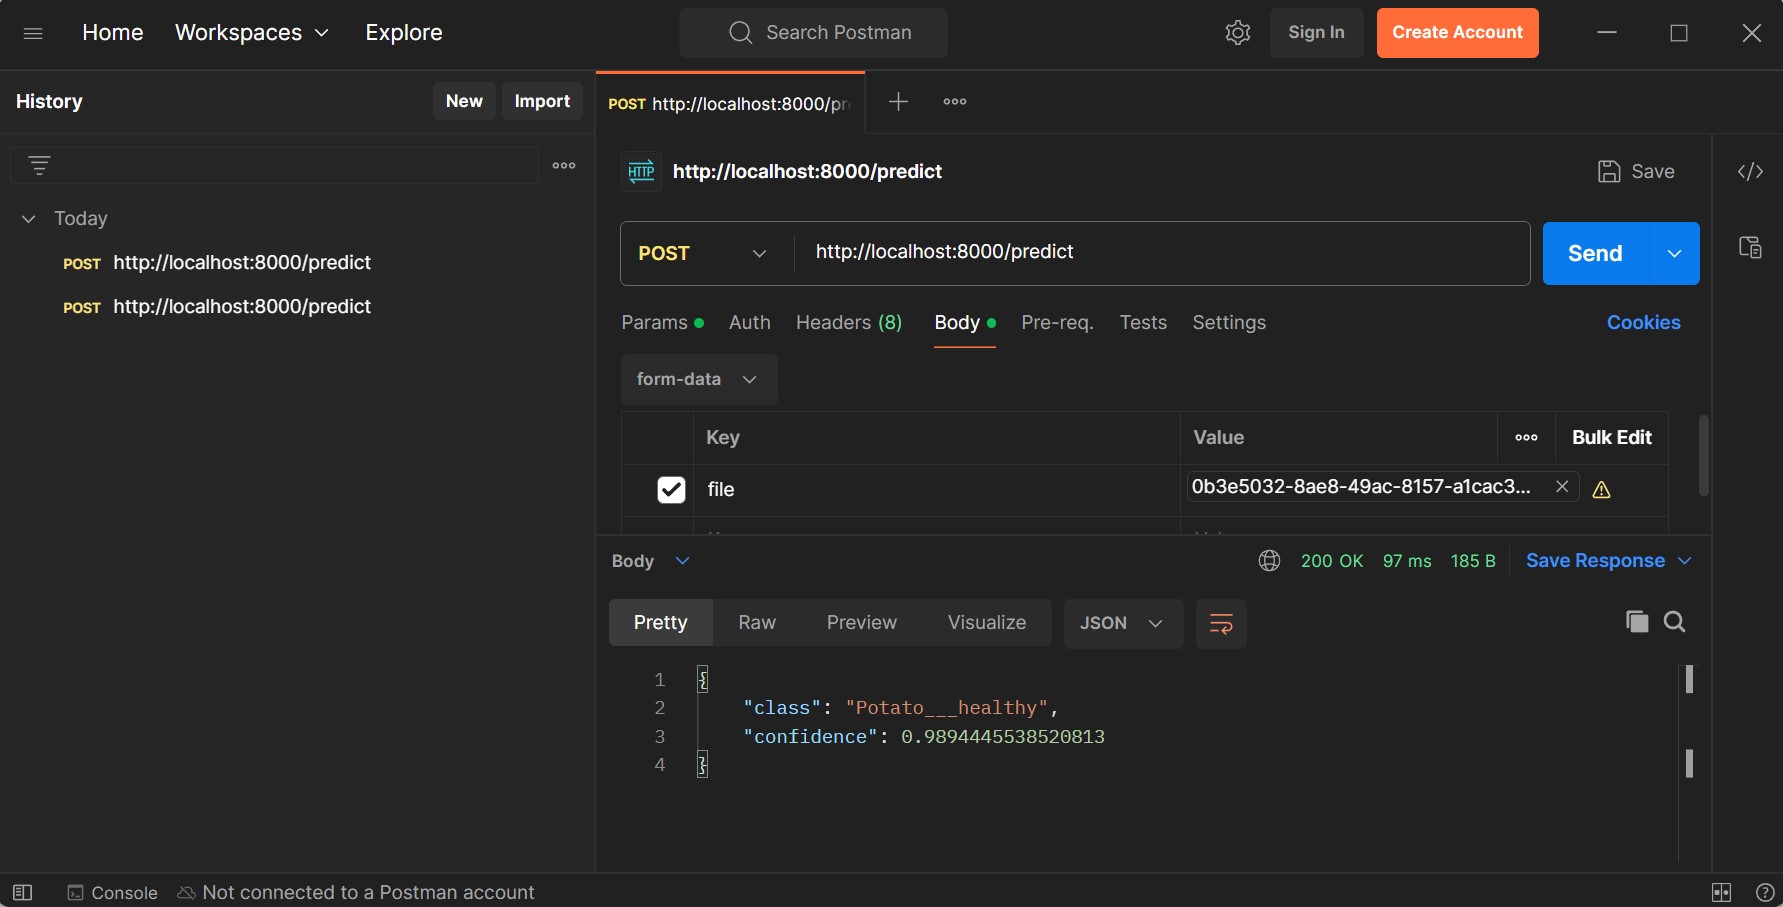 Home Workspaces Explore Search Postman Sign In Create Account
History New Import
POST http://localhost:8000/pr
HTTP http://localhost:8000/predict Save
Today
POST http://localhost:8000/predict
POST http://localhost:8000/predict
POST http://localhost:8000/predict Send
Params Auth Headers (8) Body Pre-req. Tests Settings Cookies
form-data
Key Value Bulk Edit
file 0b3e5032-8ae8-49ac-8157-a1cac3...
Body 200 OK 97 ms 185 B Save Response
Pretty Raw Preview Visualize JSON
1 {
2 "class": "Potato___healthy",
3 "confidence": 0.9894445538520813
4 }
Console Not connected to a Postman account